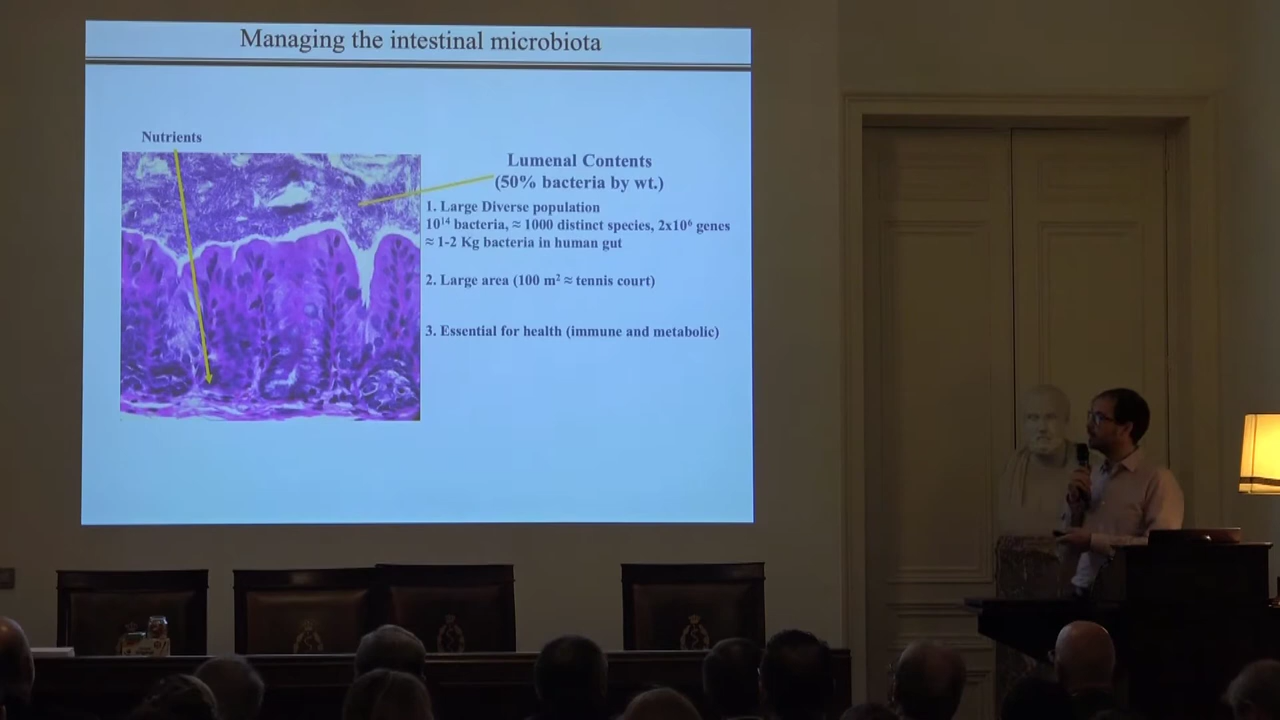 Managing the intestinal microbiota
Nutrients
Lumenal Contents
(50% bacteria by wt.)
1. Large Diverse population
10¹⁴ bacteria, ≈ 1000 distinct species, 2x10⁶ genes
≈ 1-2 Kg bacteria in human gut
2. Large area (100 m² ≈ tennis court)
3. Essential for health (immune and metabolic)